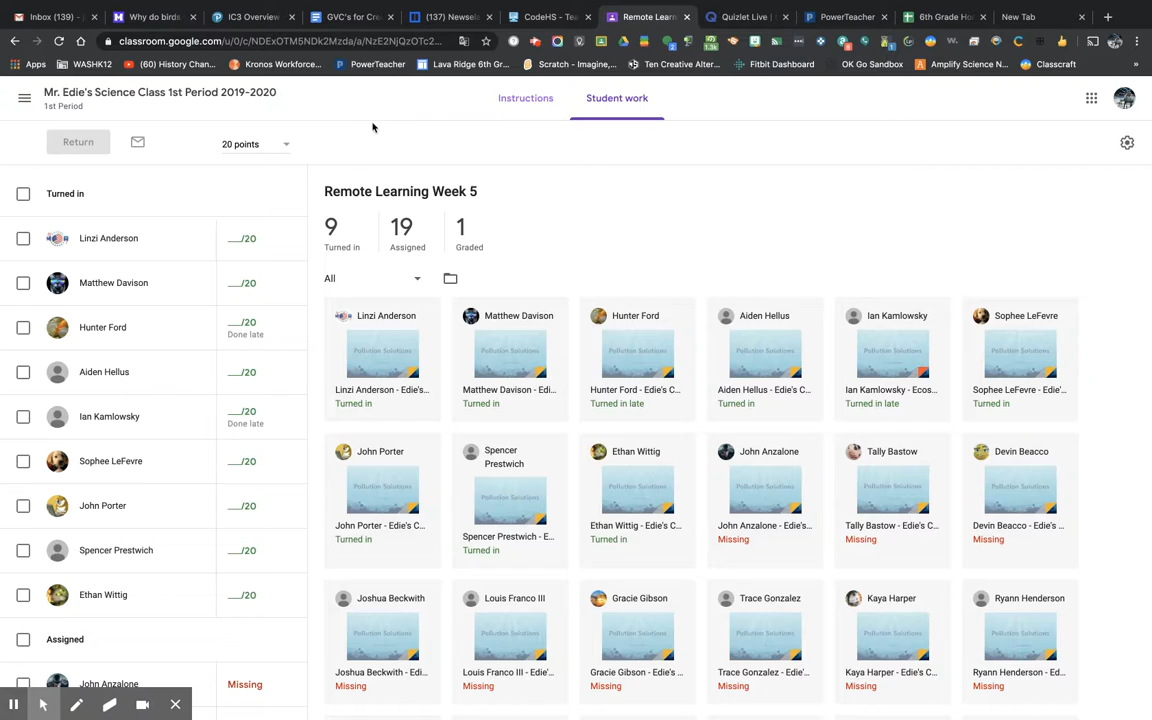 Inbox (139) - j
Why do birds
IC3 Overview
GVC's for Cre
(137) Newsela
CodeHS - Tea
Remote Learn
Quizlet Live |
PowerTeacher
6th Grade Ho
New Tab
classroom.google.com/u/0/c/NDExOTM5NDk2Mzda/a/NzE2NjQzOTc2...
Apps
WASHK12
(60) History Chan...
Kronos Workforce...
PowerTeacher
Lava Ridge 6th Gr...
Scratch - Imagine,...
Ten Creative Alter...
Fitbit Dashboard
OK Go Sandbox
Amplify Science N...
Classcraft
»
Mr. Edie's Science Class 1st Period 2019-2020
1st Period
Instructions
Student work
Return
20 points
Turned in
Linzi Anderson
__/20
Matthew Davison
__/20
Hunter Ford
__/20
Done late
Aiden Hellus
__/20
Ian Kamlowsky
__/20
Done late
Sophee LeFevre
__/20
John Porter
__/20
Spencer Prestwich
__/20
Ethan Wittig
__/20
Assigned
John Anzalone
Missing
Remote Learning Week 5
9 19 1
Turned in Assigned Graded
All
Linzi Anderson
Pollution Solutions
Linzi Anderson - Edie's...
Turned in
Matthew Davison
Pollution Solutions
Matthew Davison - Edi...
Turned in
Hunter Ford
Pollution Solutions
Hunter Ford - Edie's C...
Turned in late
Aiden Hellus
Pollution Solutions
Aiden Hellus - Edie's C...
Turned in
Ian Kamlowsky
Pollution Solutions
Ian Kamlowsky - Ecos...
Turned in late
Sophee LeFevre
Pollution Solutions
Sophee LeFevre - Edie'...
Turned in
John Porter
Pollution Solutions
John Porter - Edie's C...
Turned in
Spencer
Prestwich
Pollution Solutions
Spencer Prestwich - E...
Turned in
Ethan Wittig
Pollution Solutions
Ethan Wittig - Edie's C...
Turned in
John Anzalone
Pollution Solutions
John Anzalone - Edie's...
Missing
Tally Bastow
Pollution Solutions
Tally Bastow - Edie's C...
Missing
Devin Beacco
Pollution Solutions
Devin Beacco - Edie's ...
Missing
Joshua Beckwith
Pollution Solutions
Joshua Beckwith - Edi...
Missing
Louis Franco III
Pollution Solutions
Louis Franco III - Edie'...
Missing
Gracie Gibson
Pollution Solutions
Gracie Gibson - Edie's ...
Missing
Trace Gonzalez
Pollution Solutions
Trace Gonzalez - Edie'...
Missing
Kaya Harper
Pollution Solutions
Kaya Harper - Edie's C...
Missing
Ryann Henderson
Pollution Solutions
Ryann Henderson - Ed...
Missing